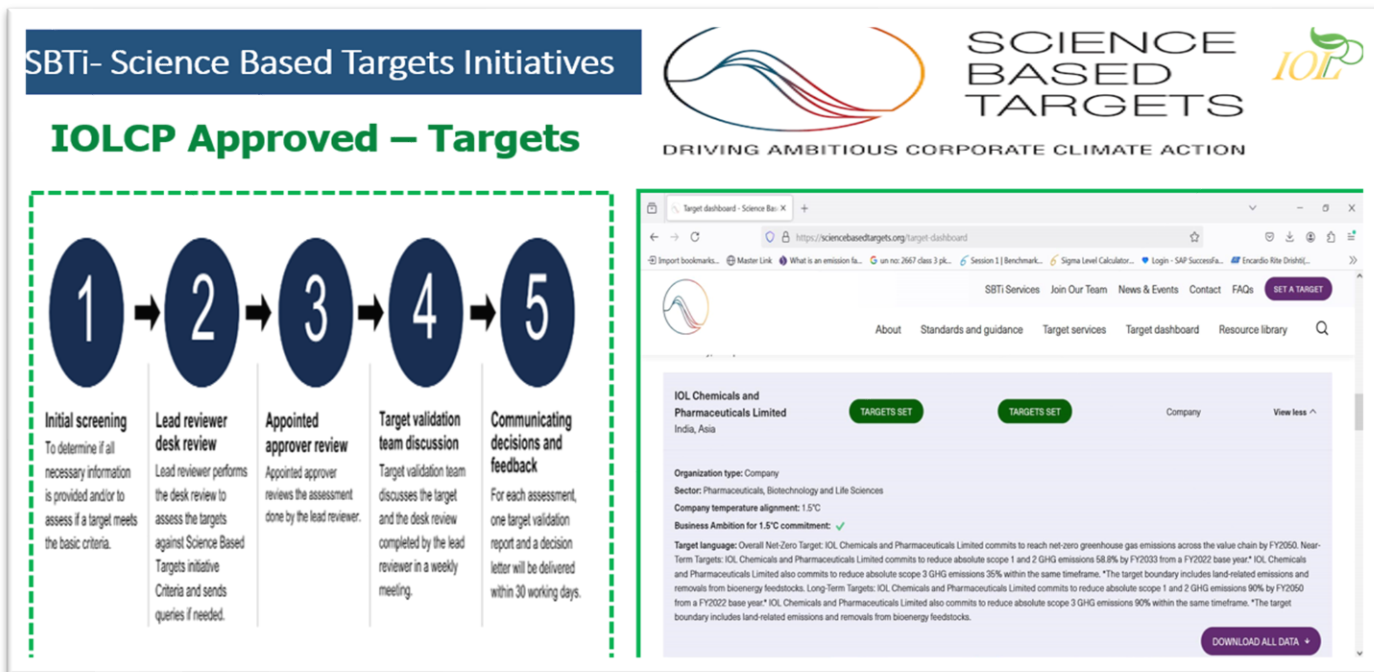 SBTi- Science Based Targets Initiatives
IOLCP Approved – Targets
SCIENCE
BASED
TARGETS
DRIVING AMBITIOUS CORPORATE CLIMATE ACTION
IOLCP
1
2
3
4
5
Initial screening
To determine if all
necessary information
is provided and/or to
assess if a target meets
the basic criteria.
Lead reviewer
desk review
Lead reviewer performs
the desk review to
assess the targets
against Science Based
Targets initiative
Criteria and sends
queries if needed.
Appointed
approver review
Appointed approver
reviews the assessment
done by the lead reviewer.
Target validation
team discussion
Target validation team
discusses the target
and the desk review
completed by the lead
reviewer in a weekly
meeting.
Communicating
decisions and
feedback
For each assessment,
one target validation
report and a decision
letter will be delivered
within 30 working days.
Target dashboard - Science Bas
https://sciencebasedtargets.org/target-dashboard
Import bookmarks... Master Link What is an emission fa... un no: 2667 class 3 pk... Session 1 | Benchmark... Sigma Level Calculator... Login - SAP SuccessFa... Encardio Rite Drishti(...
SBTi Services Join Our Team News & Events Contact FAQs SET A TARGET
About Standards and guidance Target services Target dashboard Resource library
IOL Chemicals and
Pharmaceuticals Limited
India, Asia
TARGETS SET TARGETS SET Company View less
Organization type: Company
Sector: Pharmaceuticals, Biotechnology and Life Sciences
Company temperature alignment: 1.5°C
Business Ambition for 1.5°C commitment: ✓
Target language: Overall Net-Zero Target: IOL Chemicals and Pharmaceuticals Limited commits to reach net-zero greenhouse gas emissions across the value chain by FY2050. Near-
Term Targets: IOL Chemicals and Pharmaceuticals Limited commits to reduce absolute scope 1 and 2 GHG emissions 58.8% by FY2033 from a FY2022 base year.* IOL Chemicals
and Pharmaceuticals Limited also commits to reduce absolute scope 3 GHG emissions 35% within the same timeframe. *The target boundary includes land-related emissions and
removals from bioenergy feedstocks. Long-Term Targets: IOL Chemicals and Pharmaceuticals Limited commits to reduce absolute scope 1 and 2 GHG emissions 90% by FY2050
from a FY2022 base year.* IOL Chemicals and Pharmaceuticals Limited also commits to reduce absolute scope 3 GHG emissions 90% within the same timeframe. *The target
boundary includes land-related emissions and removals from bioenergy feedstocks.
DOWNLOAD ALL DATA